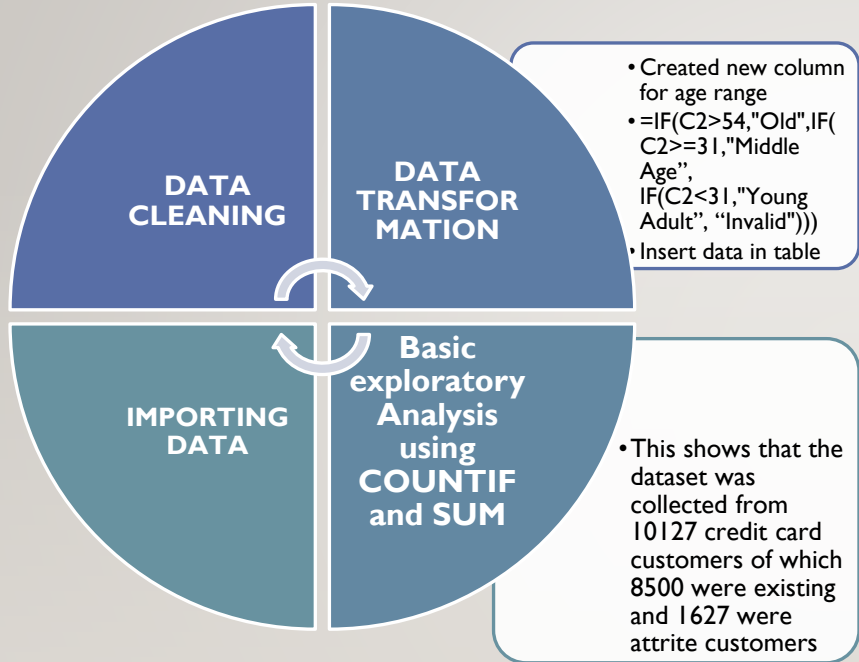 DATA
CLEANING
DATA
TRANSFOR
MATION
• Created new column
for age range
• =IF(C2>54,"Old",IF(
C2>=31,"Middle
Age”,
IF(C2<31,"Young
Adult”, “Invalid")))
• Insert data in table
IMPORTING
DATA
Basic
exploratory
Analysis
using
COUNTIF
and SUM
• This shows that the
dataset was
collected from
10127 credit card
customers of which
8500 were existing
and 1627 were
attrite customers